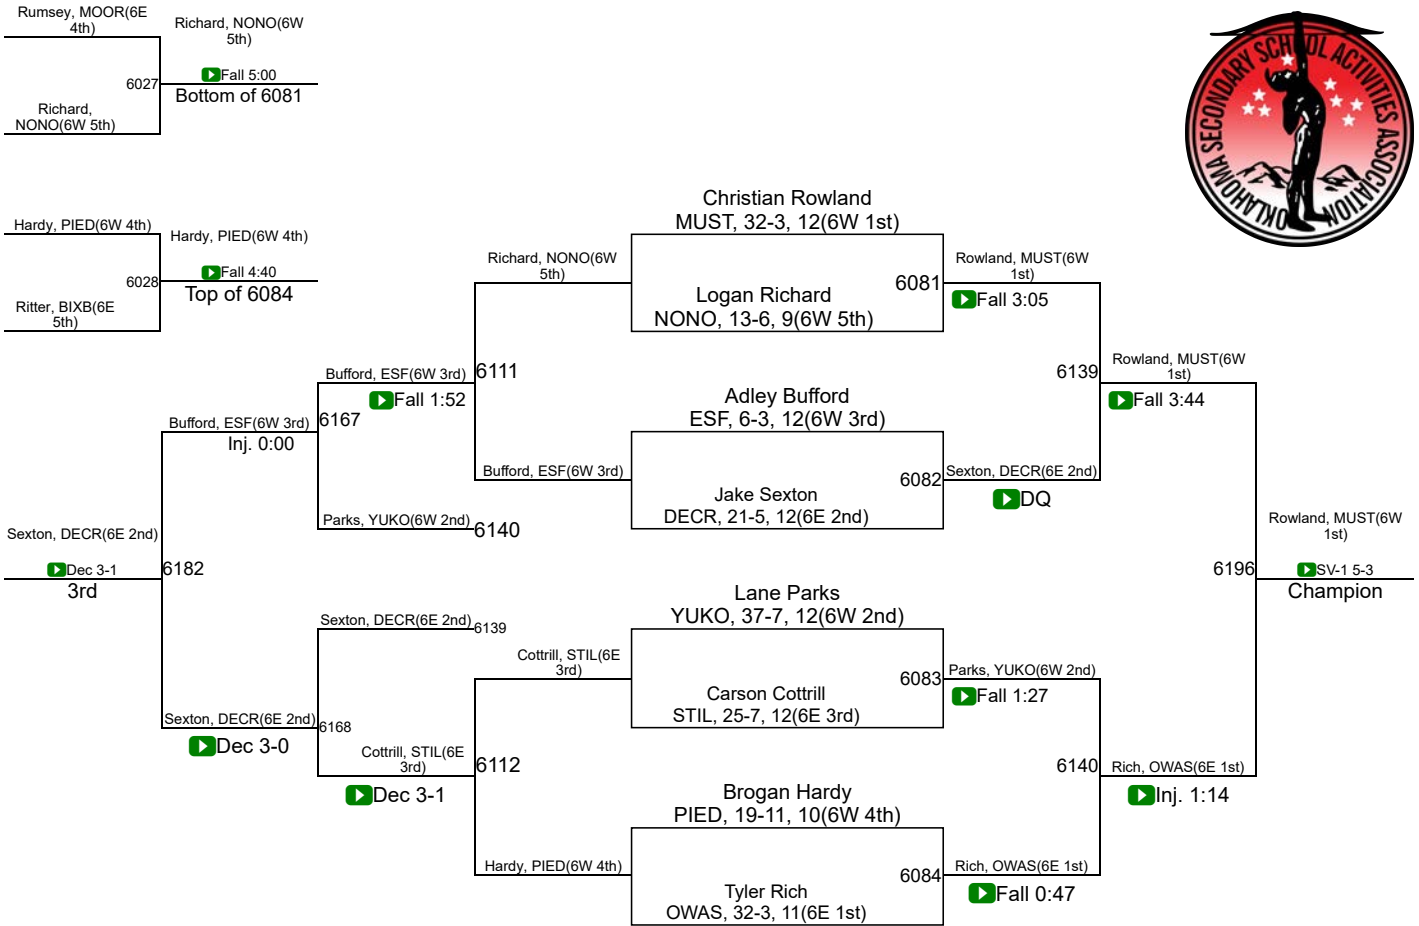 Rumsey, MOOR(6E
4th)
Richard, NONO(6W
5th)
6027
Fall 5:00
Bottom of 6081
Richard,
NONO(6W 5th)
OKLAHOMA SECONDARY SCHOOL ACTIVITIES ASSOCIATION
Hardy, PIED(6W 4th)
Hardy, PIED(6W 4th)
6028
Fall 4:40
Top of 6084
Ritter, BIXB(6E
5th)
Christian Rowland
MUST, 32-3, 12(6W 1st)
Richard, NONO(6W
5th)
6081
Rowland, MUST(6W
1st)
Fall 3:05
Logan Richard
NONO, 13-6, 9(6W 5th)
Bufford, ESF(6W 3rd)
Fall 1:52
6111
6139
Rowland, MUST(6W
1st)
Fall 3:44
Adley Bufford
ESF, 6-3, 12(6W 3rd)
Bufford, ESF(6W 3rd)
Inj. 0:00
6167
Bufford, ESF(6W 3rd)
6082
Sexton, DECR(6E 2nd)
DQ
Jake Sexton
DECR, 21-5, 12(6E 2nd)
Parks, YUKO(6W 2nd)
6140
Sexton, DECR(6E 2nd)
Dec 3-1
3rd
6182
6196
Rowland, MUST(6W
1st)
SV-1 5-3
Champion
Lane Parks
YUKO, 37-7, 12(6W 2nd)
Sexton, DECR(6E 2nd)
6139
Cottrill, STIL(6E
3rd)
6083
Parks, YUKO(6W 2nd)
Fall 1:27
Carson Cottrill
STIL, 25-7, 12(6E 3rd)
Sexton, DECR(6E 2nd)
Dec 3-0
6168
Cottrill, STIL(6E
3rd)
Dec 3-1
6112
6140
Rich, OWAS(6E 1st)
Inj. 1:14
Brogan Hardy
PIED, 19-11, 10(6W 4th)
Hardy, PIED(6W 4th)
6084
Rich, OWAS(6E 1st)
Fall 0:47
Tyler Rich
OWAS, 32-3, 11(6E 1st)